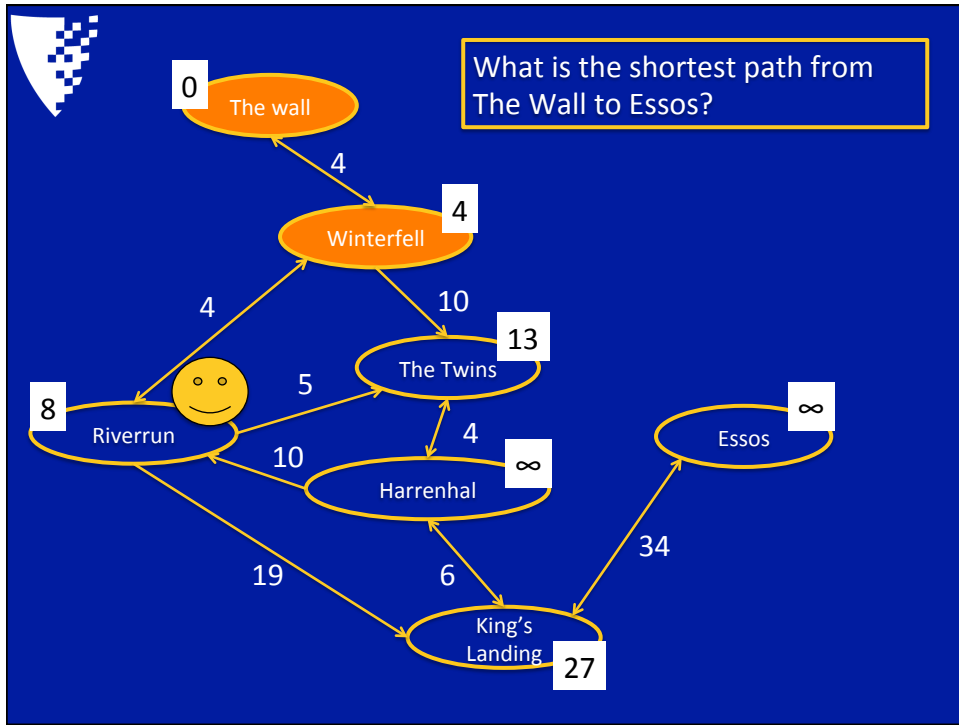 What is the shortest path from
The Wall to Essos?
0
The wall
4
4
Winterfell
4
10
13
The Twins
5
8
Riverrun
∞
Essos
4
10
∞
Harrenhal
34
19
6
King's
Landing
27